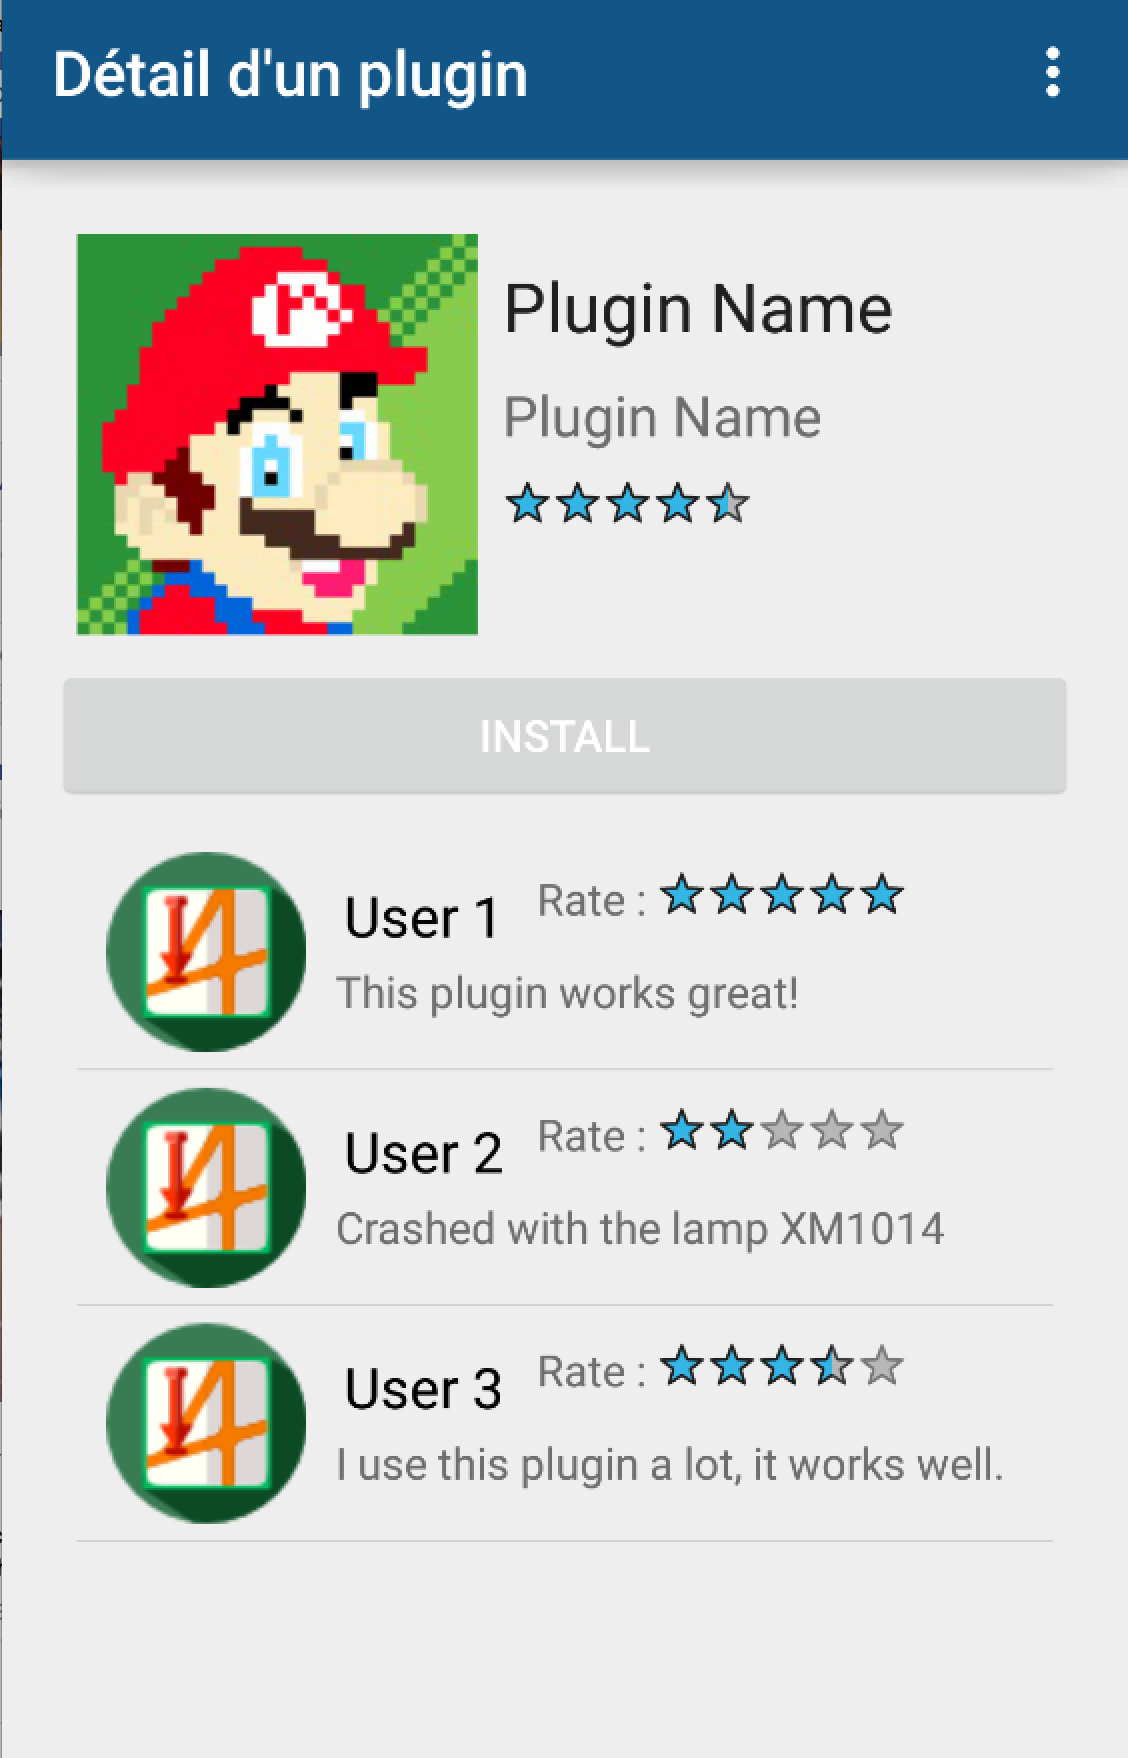 Détail d'un plugin
Plugin Name
Plugin Name
INSTALL
User 1 Rate :
This plugin works great!
User 2 Rate :
Crashed with the lamp XM1014
User 3 Rate :
I use this plugin a lot, it works well.